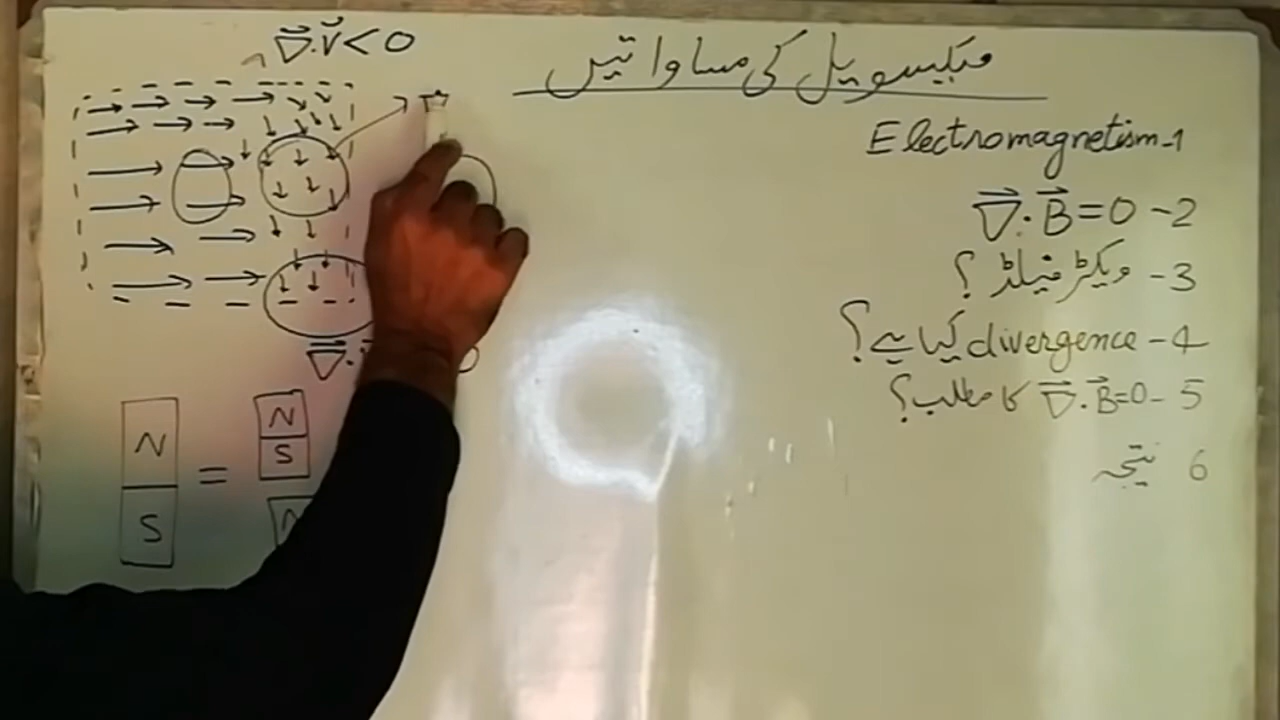 میکسویل کی مساواتیں
Electromagnetism-1
∇⃗·B⃗=0 -2
3- ویکٹر فیلڈ ؟
4- divergence کیا ہے؟
5- ∇⃗·B⃗=0 کا مطلب؟
6 نتیجہ
∇⃗·v⃗<0
N
S
=
N
S